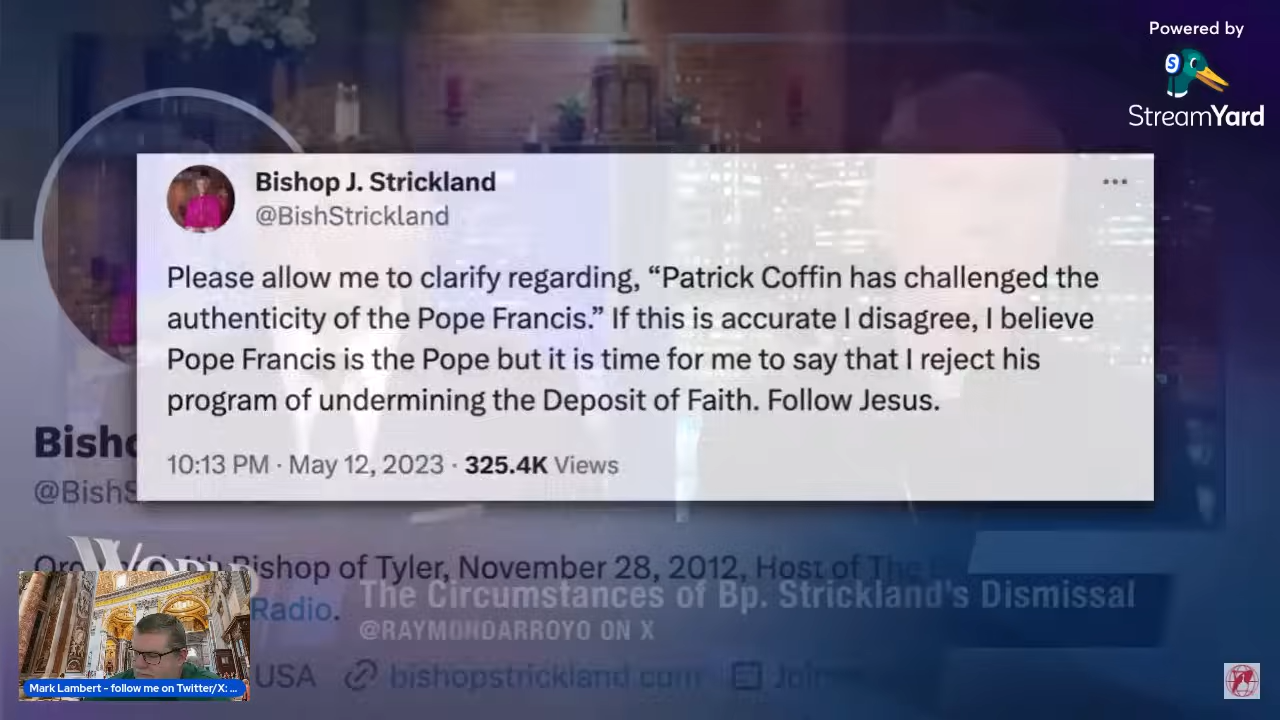 Powered by
StreamYard
Bishop J. Strickland
@BishStrickland
Please allow me to clarify regarding, “Patrick Coffin has challenged the
authenticity of the Pope Francis.” If this is accurate I disagree, I believe
Pope Francis is the Pope but it is time for me to say that I reject his
program of undermining the Deposit of Faith. Follow Jesus.
10:13 PM · May 12, 2023 · 325.4K Views
Bisho
@BishS
Bishop of Tyler, November 28, 2012, Host of The
WORLD
Radio.
The Circumstances of Bp. Strickland's Dismissal
@RAYMONDARROYO ON X
USA bishopstrickland.com Join
Mark Lambert - follow me on Twitter/X: ...